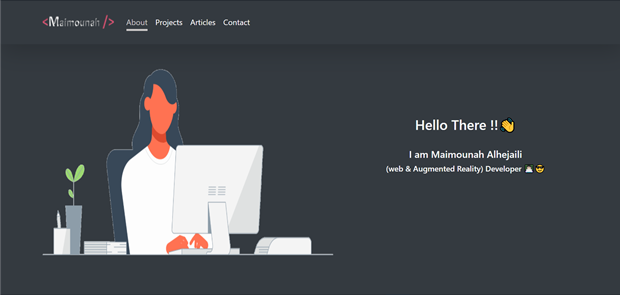 <Maimounah />
About Projects Articles Contact
Hello There !!👋
I am Maimounah Alhejaili
(web & Augmented Reality) Developer 👨🏻‍💻😎